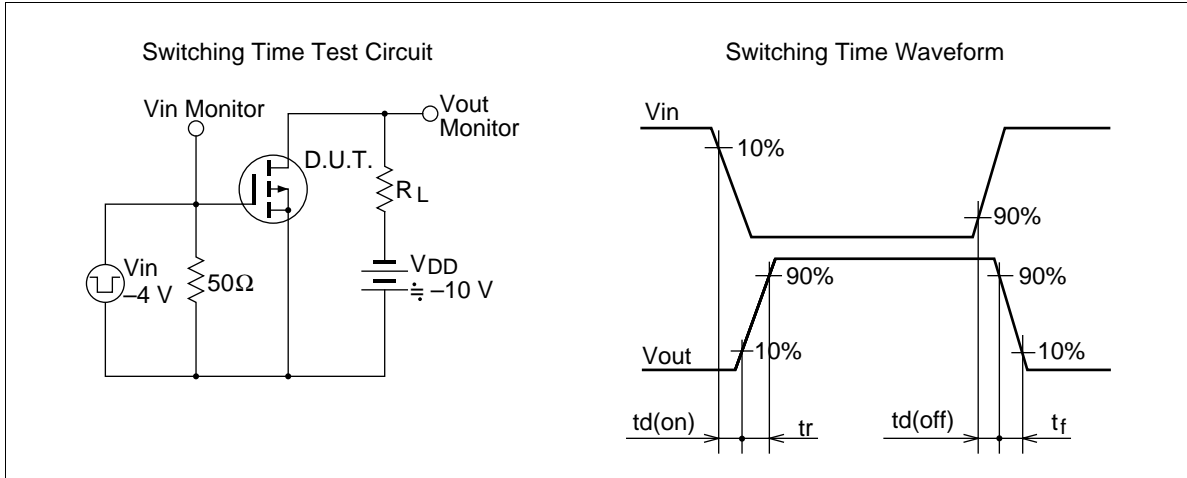 Switching Time Test Circuit
Vin Monitor
Vout
Monitor
D.U.T.
RL
Vin
–4 V
50Ω
VDD
≒ –10 V
Switching Time Waveform
Vin
10%
90%
90%
90%
Vout
10%
10%
td(on)
tr
td(off)
tf